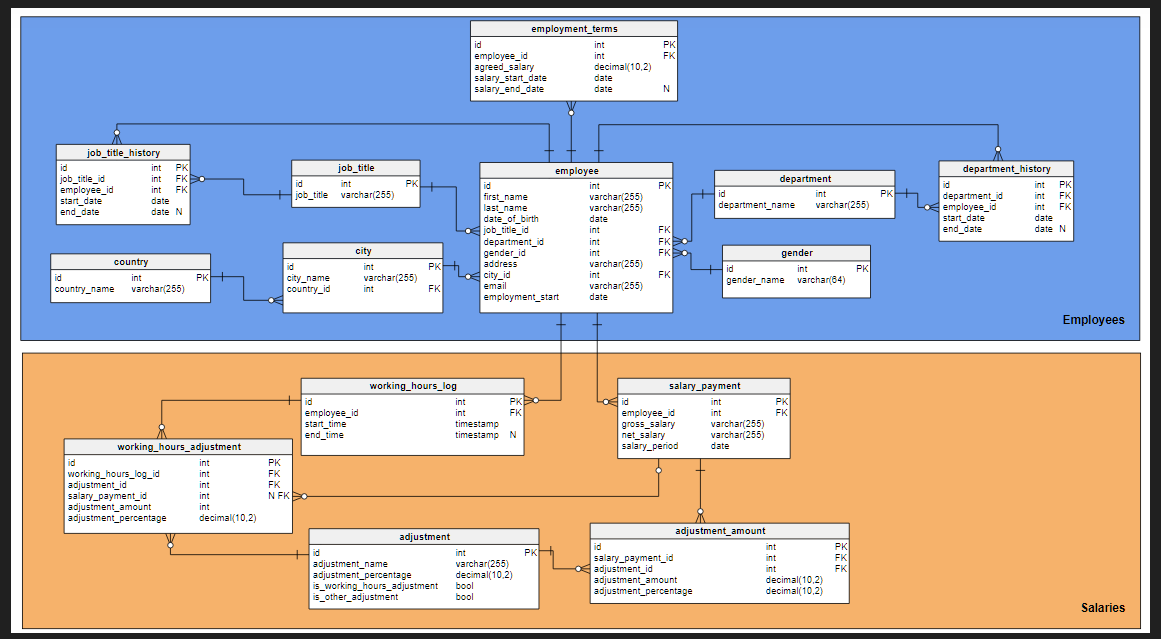 employment_terms
id int PK
employee_id int FK
agreed_salary decimal(10,2)
salary_start_date date
salary_end_date date N
job_title_history
id int PK
job_title_id int FK
employee_id int FK
start_date date
end_date date N
job_title
id int PK
job_title varchar(255)
employee
id int PK
first_name varchar(255)
last_name varchar(255)
date_of_birth date
job_title_id int FK
department_id int FK
gender_id int FK
address varchar(255)
city_id int FK
email varchar(255)
employment_start date
department
id int PK
department_name varchar(255)
department_history
id int PK
department_id int FK
employee_id int FK
start_date date
end_date date N
country
id int PK
country_name varchar(255)
city
id int PK
city_name varchar(255)
country_id int FK
gender
id int PK
gender_name varchar(64)
Employees
working_hours_log
id int PK
employee_id int FK
start_time timestamp
end_time timestamp N
salary_payment
id int PK
employee_id int FK
gross_salary varchar(255)
net_salary varchar(255)
salary_period date
working_hours_adjustment
id int PK
working_hours_log_id int FK
adjustment_id int FK
salary_payment_id int N FK
adjustment_amount int
adjustment_percentage decimal(10,2)
adjustment
id int PK
adjustment_name varchar(255)
adjustment_percentage decimal(10,2)
is_working_hours_adjustment bool
is_other_adjustment bool
adjustment_amount
id int PK
salary_payment_id int FK
adjustment_id int FK
adjustment_amount decimal(10,2)
adjustment_percentage decimal(10,2)
Salaries